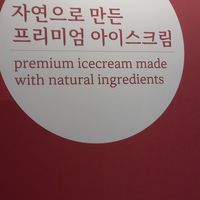 자연으로 만든
프리미엄 아이스크림
premium icecream made
with natural ingredients